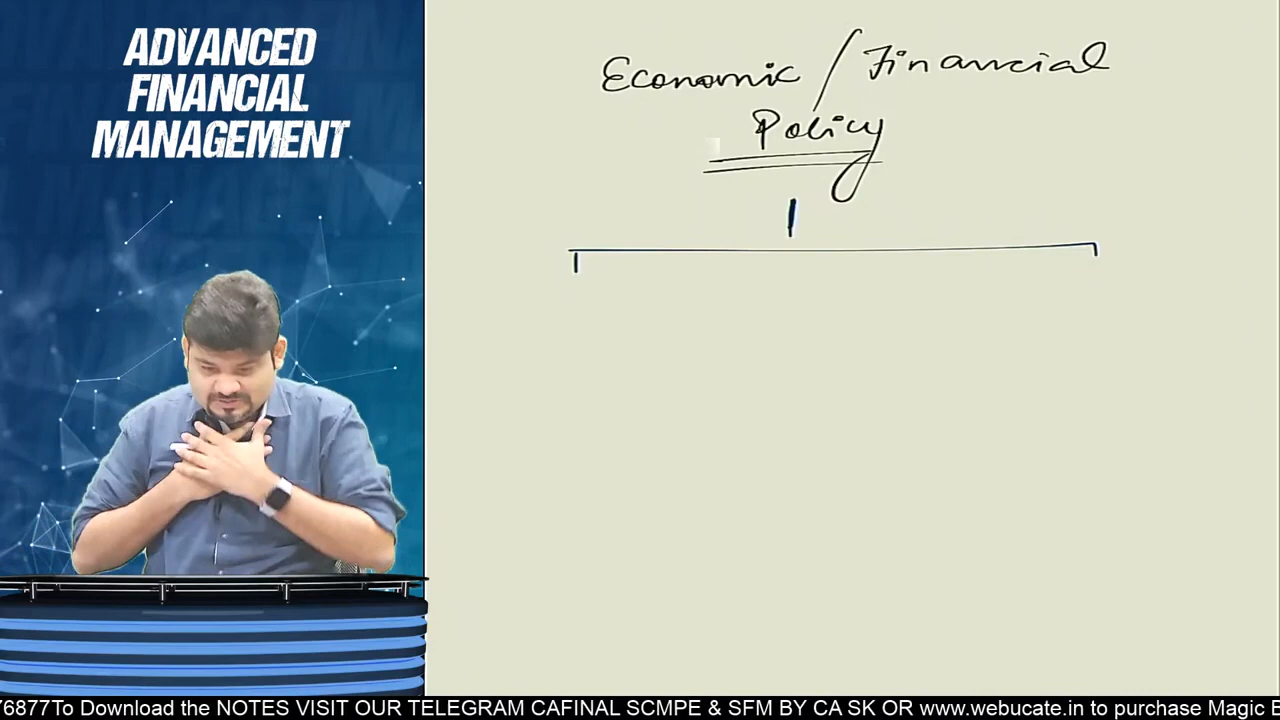 ADVANCED
FINANCIAL
MANAGEMENT
Economic / Financial
Policy
76877To Download the NOTES VISIT OUR TELEGRAM CAFINAL SCMPE & SFM BY CA SK OR www.webucate.in to purchase Magic E